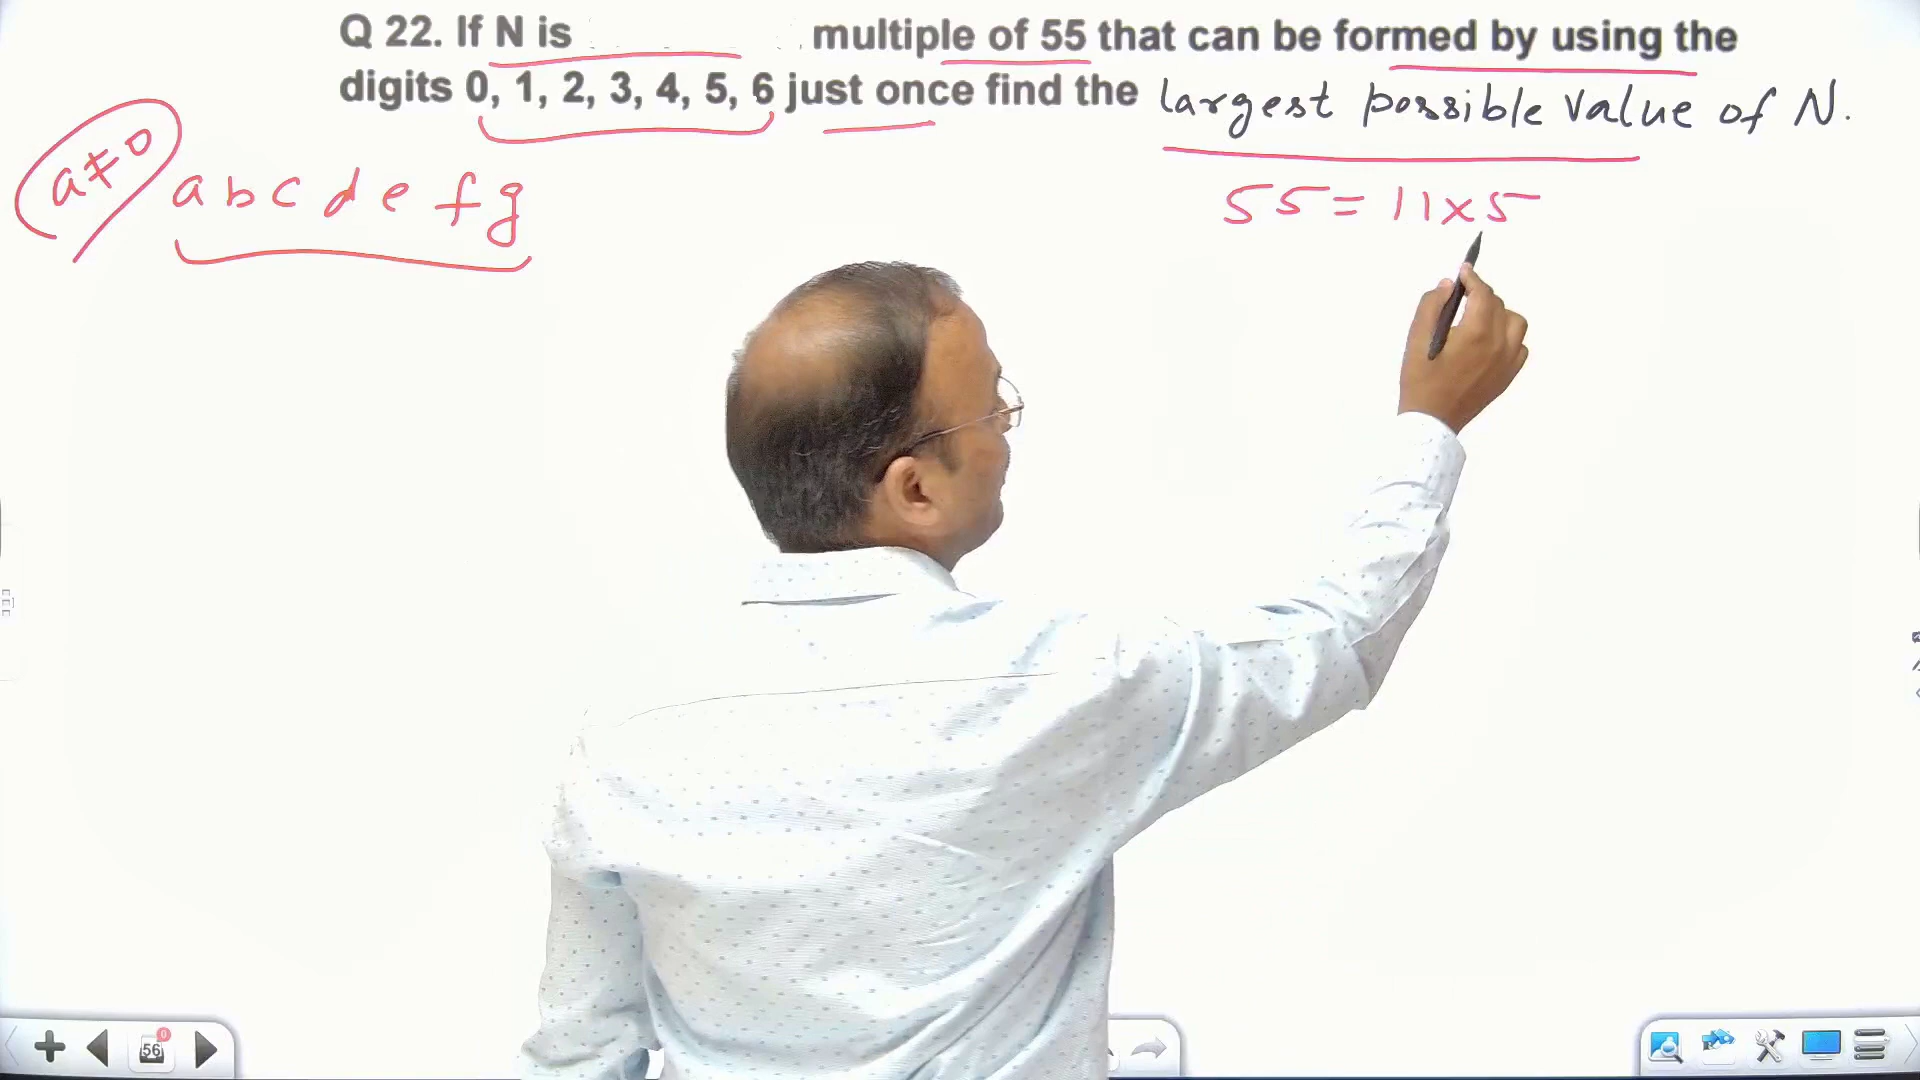 Q 22. If N is multiple of 55 that can be formed by using the
digits 0, 1, 2, 3, 4, 5, 6 just once find the largest possible value of N.
a≠0
a b c d e f g
55 = 11×5
56
0